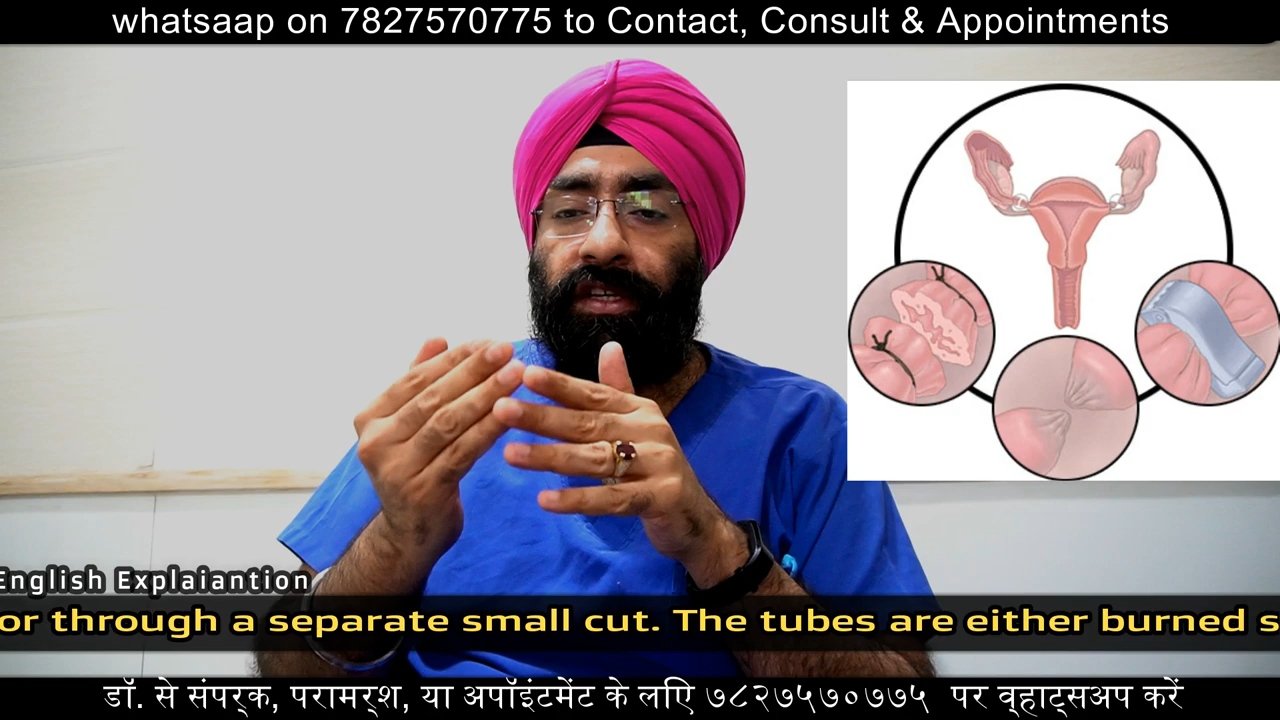 whatsaap on 7827570775 to Contact, Consult & Appointments
English Explaiantion
or through a separate small cut. The tubes are either burned s
डॉ. से संपर्क, परामर्श, या अपॉइंटमेंट के लिए ७८२७५७०७७५ पर व्हाट्सअप करें